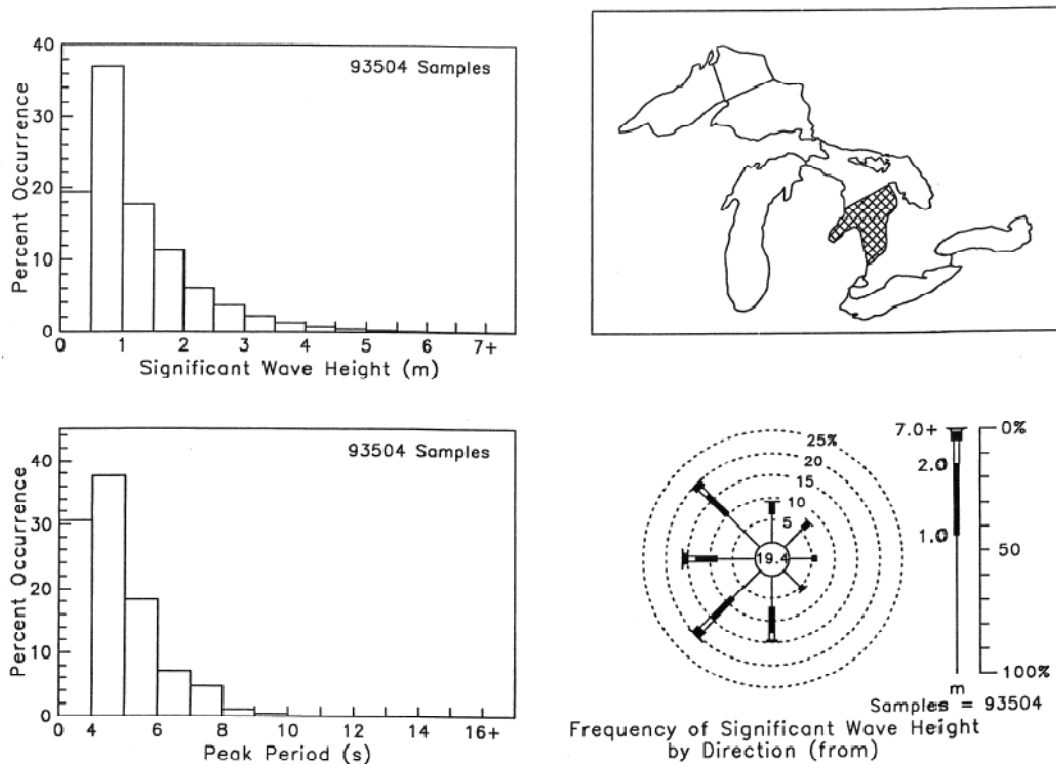 93504 Samples
40
30
20
10
0
Percent Occurrence
0 1 2 3 4 5 6 7+
Significant Wave Height (m)
93504 Samples
40
30
20
10
0
Percent Occurrence
0 4 6 8 10 12 14 16+
Peak Period (s)
25%
20
15
10
5
19.4
7.0+
2.0
1.0
m
0%
50
100%
Samples = 93504
Frequency of Significant Wave Height
by Direction (from)